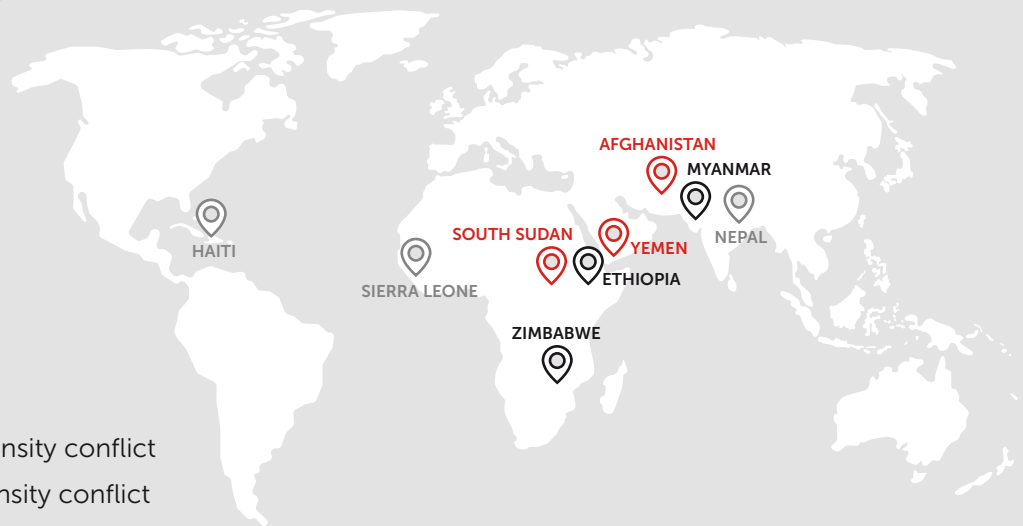 AFGHANISTAN
MYANMAR
NEPAL
HAITI
SOUTH SUDAN
YEMEN
ETHIOPIA
SIERRA LEONE
ZIMBABWE
nsity conflict
nsity conflict